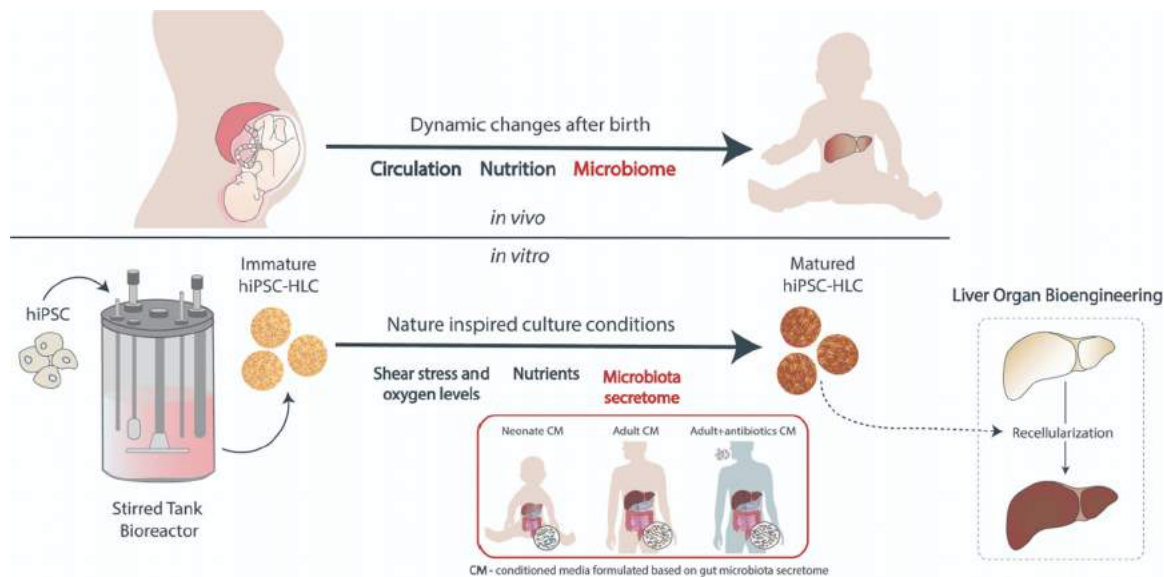 Dynamic changes after birth
Circulation Nutrition Microbiome
in vivo
in vitro
hiPSC
Immature
hiPSC-HLC
Stirred Tank
Bioreactor
Nature inspired culture conditions
Shear stress and
oxygen levels
Nutrients
Microbiota
secretome
Neonate CM
Adult CM
Adult+antibiotics CM
CM - conditioned media formulated based on gut microbiota secretome
Matured
hiPSC-HLC
Liver Organ Bioengineering
Recellularization